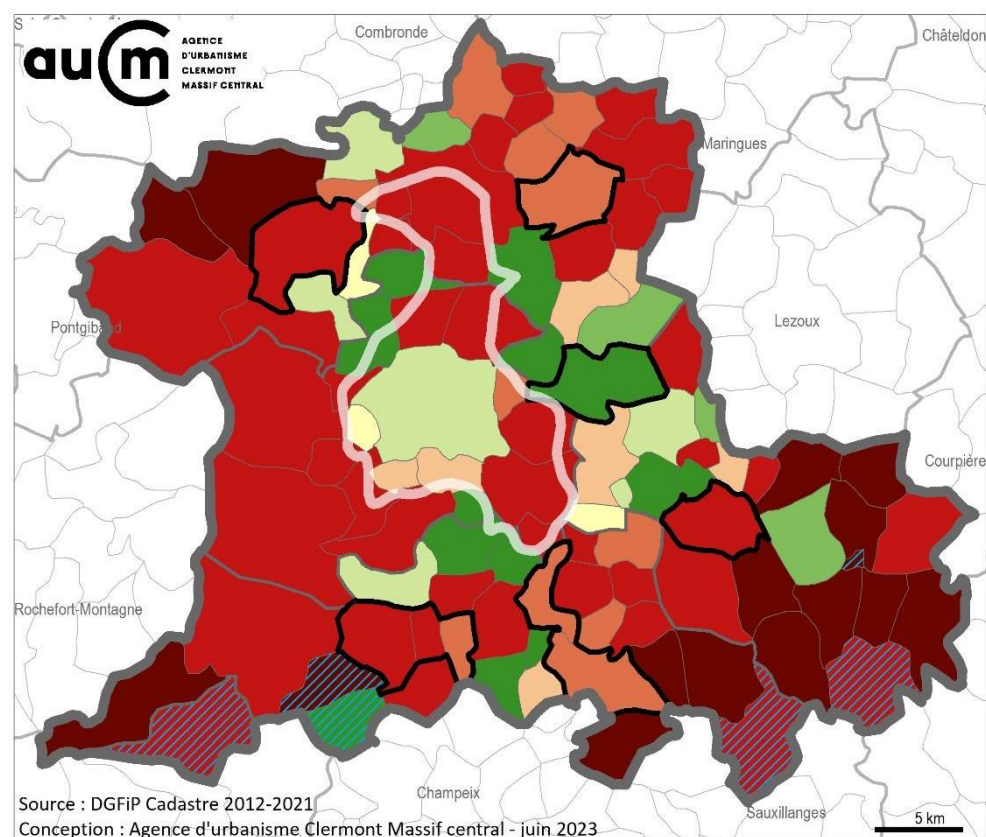 S
Combronde
Châteldon
auCm
AGENCE
D'URBANISME
CLERMONT
MASSIF CENTRAL
Maringues
Pontgibaud
Lezoux
Courpière
Rochefort-Montagne
Champeix
Sauxillanges
5 km
Source : DGFiP Cadastre 2012-2021
Conception : Agence d'urbanisme Clermont Massif central - juin 2023